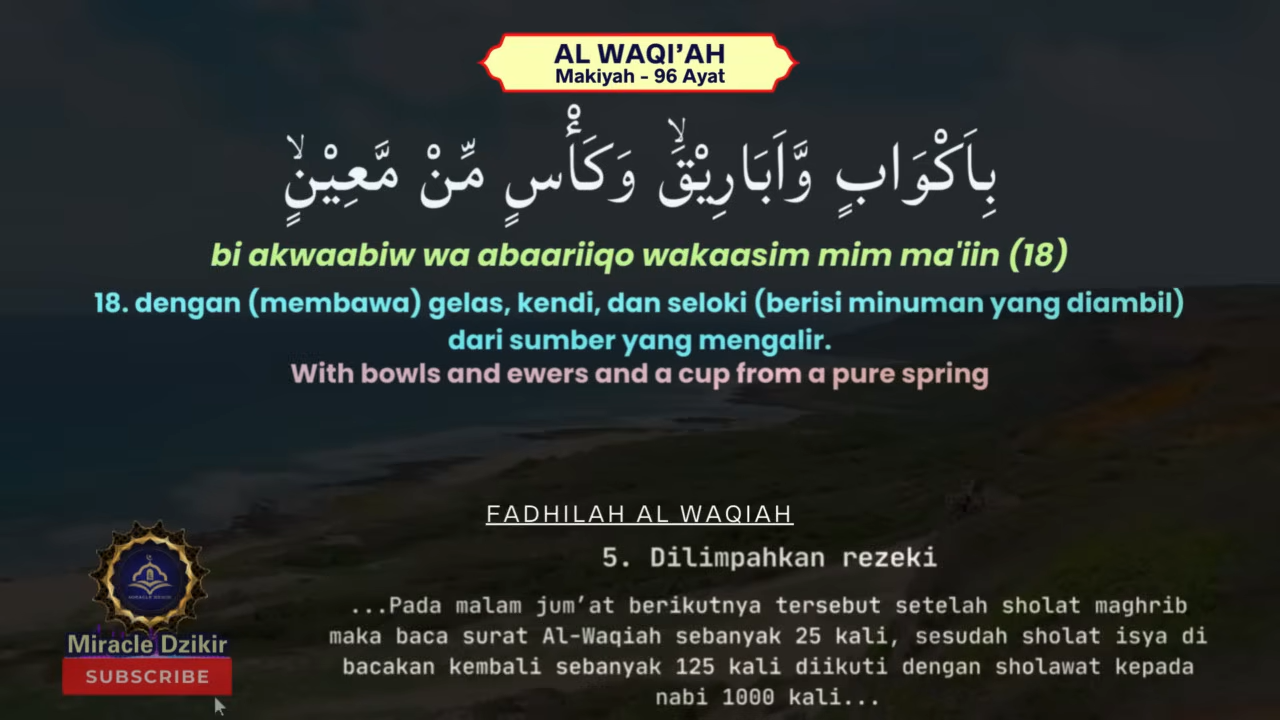 AL WAQI’AH
Makiyah - 96 Ayat
بِاَكْوَابٍ وَّاَبَارِيْقَۙ وَكَأْسٍ مِّنْ مَّعِيْنٍۙ
bi akwaabiw wa abaariiqo wakaasim mim ma'iin (18)
18. dengan (membawa) gelas, kendi, dan seloki (berisi minuman yang diambil)
dari sumber yang mengalir.
With bowls and ewers and a cup from a pure spring
FADHILAH AL WAQIAH
5. Dilimpahkan rezeki
...Pada malam jum’at berikutnya tersebut setelah sholat maghrib
maka baca surat Al-Waqiah sebanyak 25 kali, sesudah sholat isya di
bacakan kembali sebanyak 125 kali diikuti dengan sholawat kepada
nabi 1000 kali...
MIRACLE DZIKIR
Miracle Dzikir
SUBSCRIBE